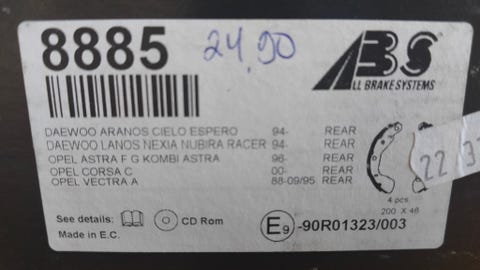 8885
24,90
ABS
ALL BRAKE SYSTEMS
DAEWOO ARANOS CIELO ESPERO 94- REAR
DAEWOO LANOS NEXIA NUBIRA RACER 94- REAR
OPEL ASTRA F G KOMBI ASTRA 96- REAR
OPEL CORSA C 00- REAR
OPEL VECTRA A 88-09/95 REAR
22 3
4 pcs
200 X 46
See details: CD Rom
Made in E.C.
E9 -90R01323/003